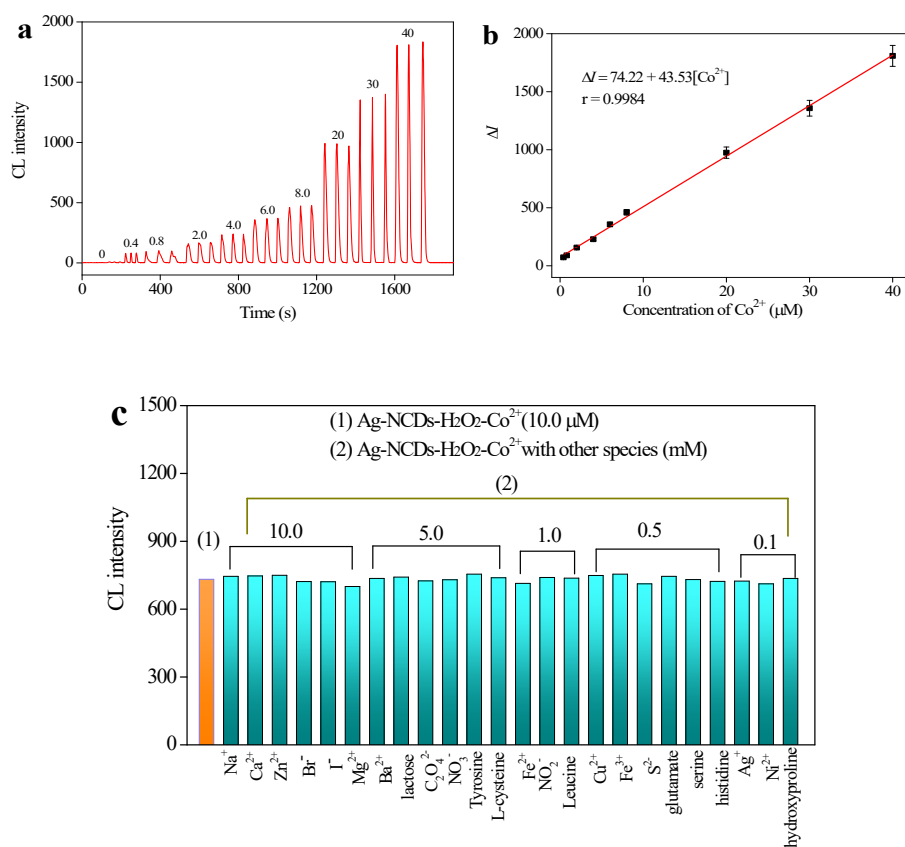 a
2000
1500
1000
500
0
CL intensity
0
0.4
0.8
2.0
4.0
6.0
8.0
20
30
40
0 400 800 1200 1600
Time (s)
b
2000
1500
1000
500
0
ΔI
ΔI = 74.22 + 43.53[Co²⁺]
r = 0.9984
0 10 20 30 40
Concentration of Co²⁺ (μM)
c
1500
1200
900
600
300
0
CL intensity
(1) Ag-NCDs-H₂O₂-Co²⁺(10.0 μM)
(2) Ag-NCDs-H₂O₂-Co²⁺with other species (mM)
(2)
(1)
10.0
5.0
1.0
0.5
0.1
Na⁺
Ca²⁺
Zn²⁺
Br⁻
I⁻
Mg²⁺
Ba²⁺
lactose
C₂O₄²⁻
NO₃⁻
Tyrosine
L-cysteine
Fe²⁺
NO₂⁻
Leucine
Cu²⁺
Fe³⁺
S²⁻
glutamate
serine
histidine
Ag⁺
Ni²⁺
hydroxyproline